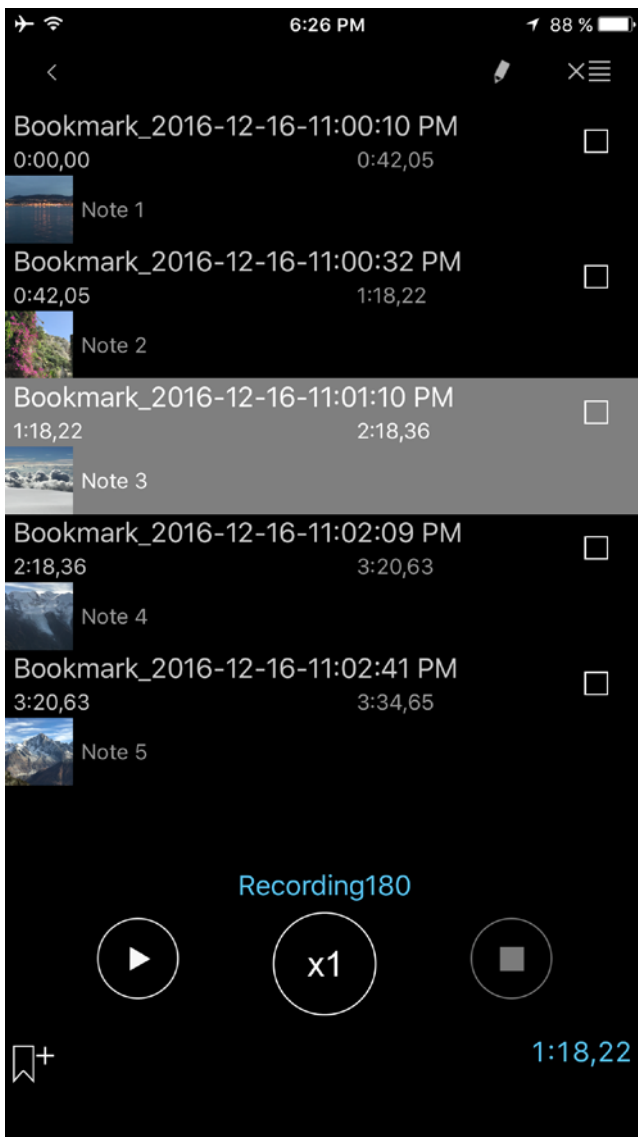 6:26 PM 88 %
Bookmark_2016-12-16-11:00:10 PM
0:00,00 0:42,05
Note 1
Bookmark_2016-12-16-11:00:32 PM
0:42,05 1:18,22
Note 2
Bookmark_2016-12-16-11:01:10 PM
1:18,22 2:18,36
Note 3
Bookmark_2016-12-16-11:02:09 PM
2:18,36 3:20,63
Note 4
Bookmark_2016-12-16-11:02:41 PM
3:20,63 3:34,65
Note 5
Recording180
x1
1:18,22